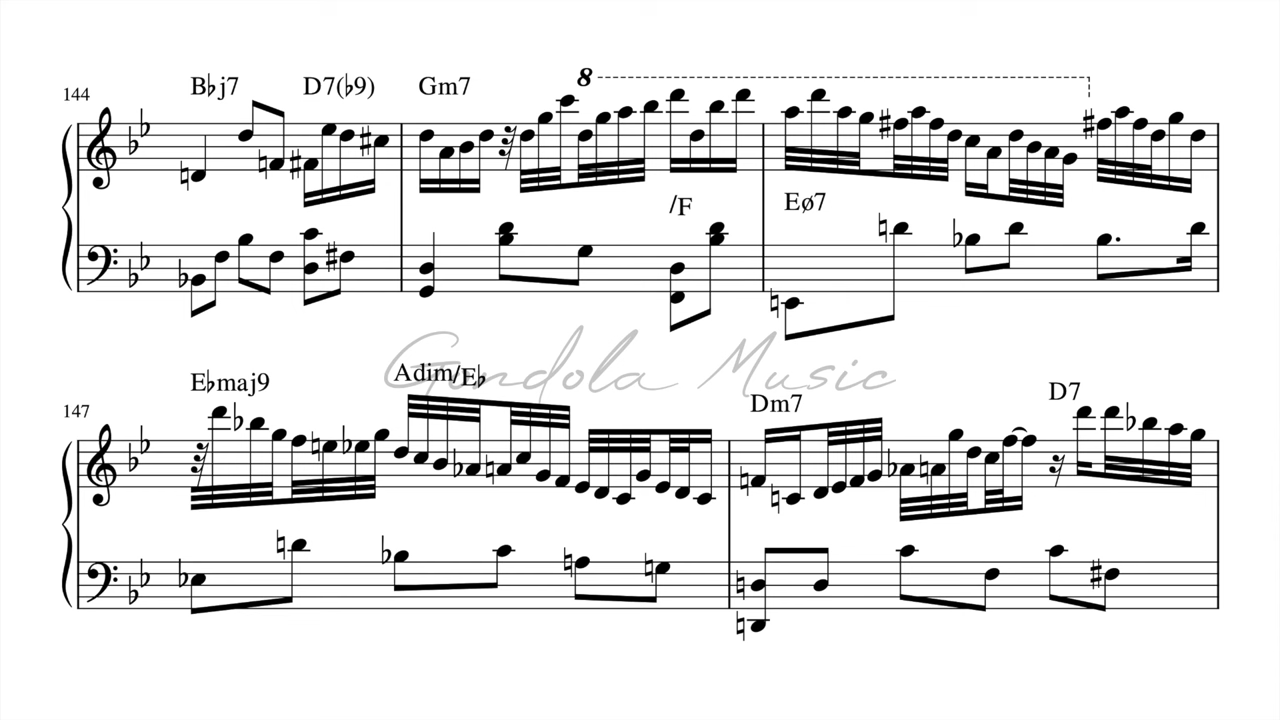 144 B♭j7 D7(♭9) Gm7 8
/F Eø7
Gondola Music
147 E♭maj9 Adim/E♭ Dm7 D7